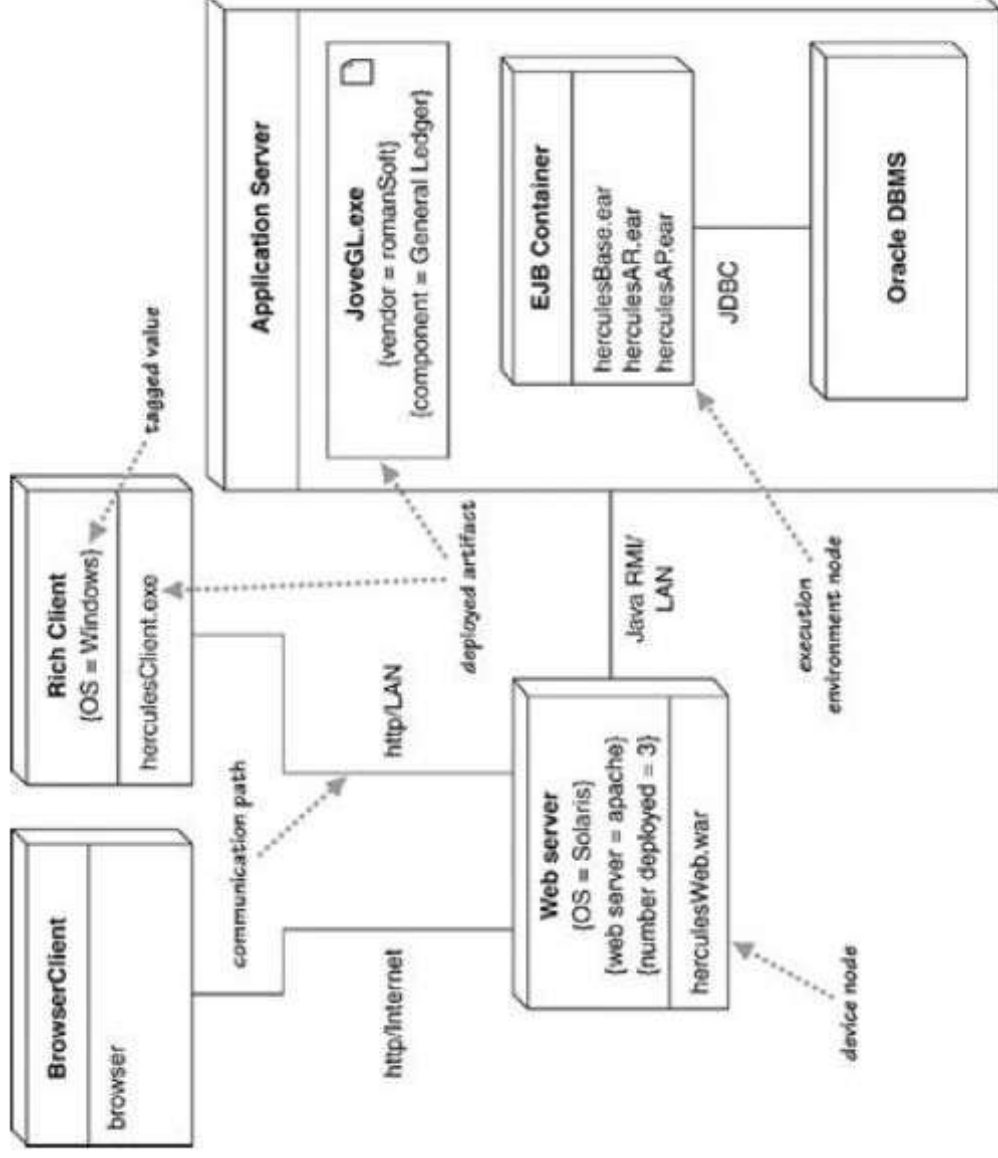 BrowserClient
browser
Rich Client
{OS = Windows}
herculesClient.exe
tagged value
communication path
http/Internet
http/LAN
deployed artifact
Web server
{OS = Solaris}
{web server = apache}
{number deployed = 3}
herculesWeb.war
device node
Java RMI/
LAN
Application Server
JoveGL.exe
{vendor = romanSoft}
{component = General Ledger}
EJB Container
herculesBase.ear
herculesAR.ear
herculesAP.ear
JDBC
Oracle DBMS
execution
environment node